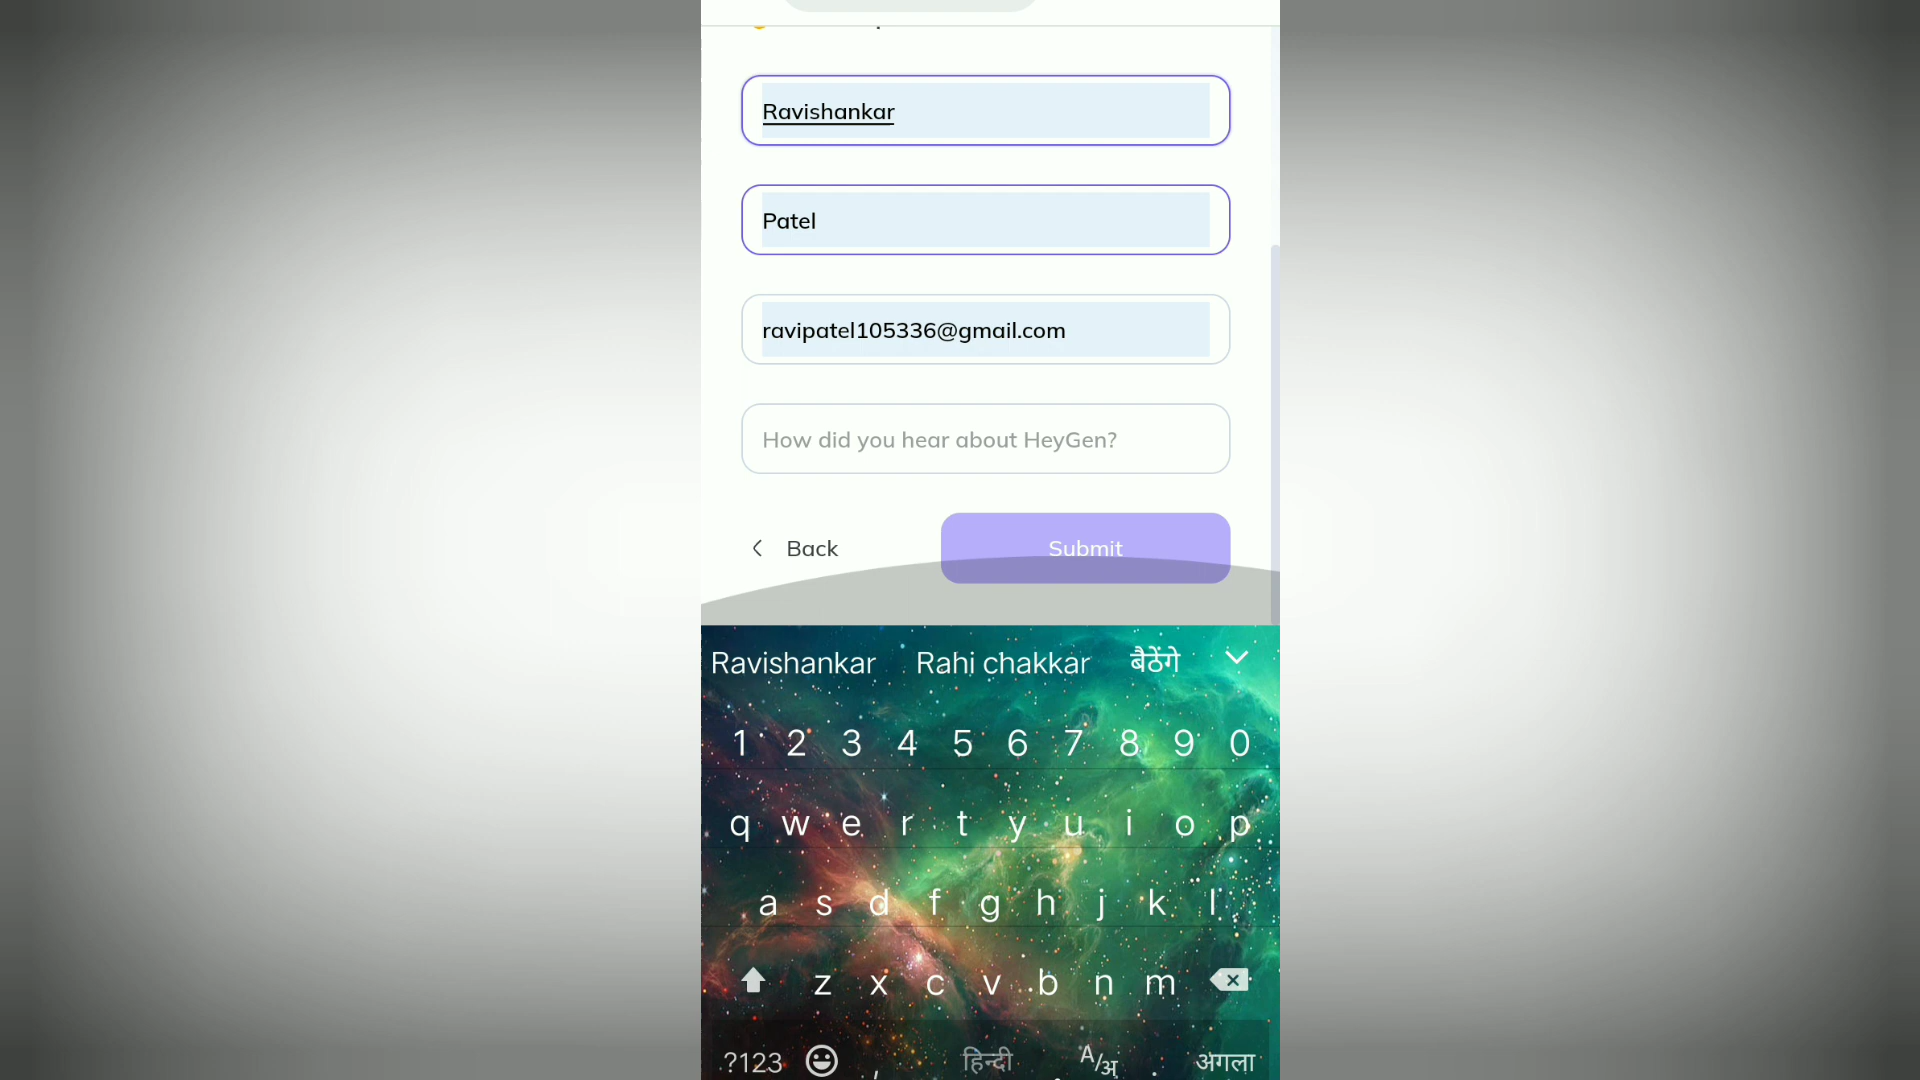 Ravishankar
Patel
ravipatel105336@gmail.com
How did you hear about HeyGen?
Back
Submit
Ravishankar Rahi chakkar बैठेंगे
1 2 3 4 5 6 7 8 9 0
q w e r t y u i o p
a s d f g h j k l
z x c v b n m
?123 , हिन्दी A/अ . अगला